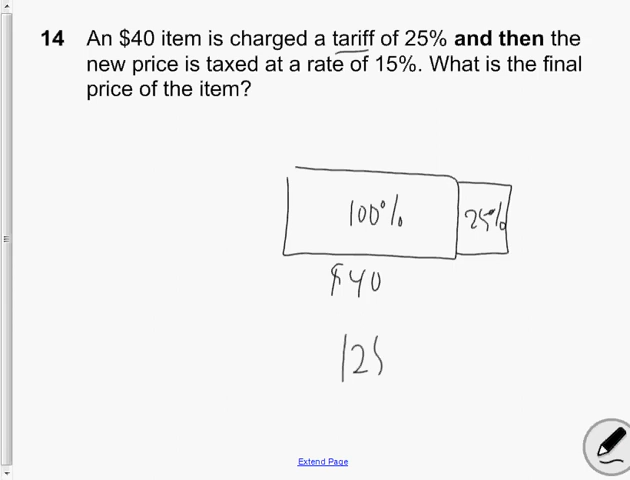 14 An $40 item is charged a tariff of 25% and then the
new price is taxed at a rate of 15%. What is the final
price of the item?
100% 25%
$40
125
Extend Page